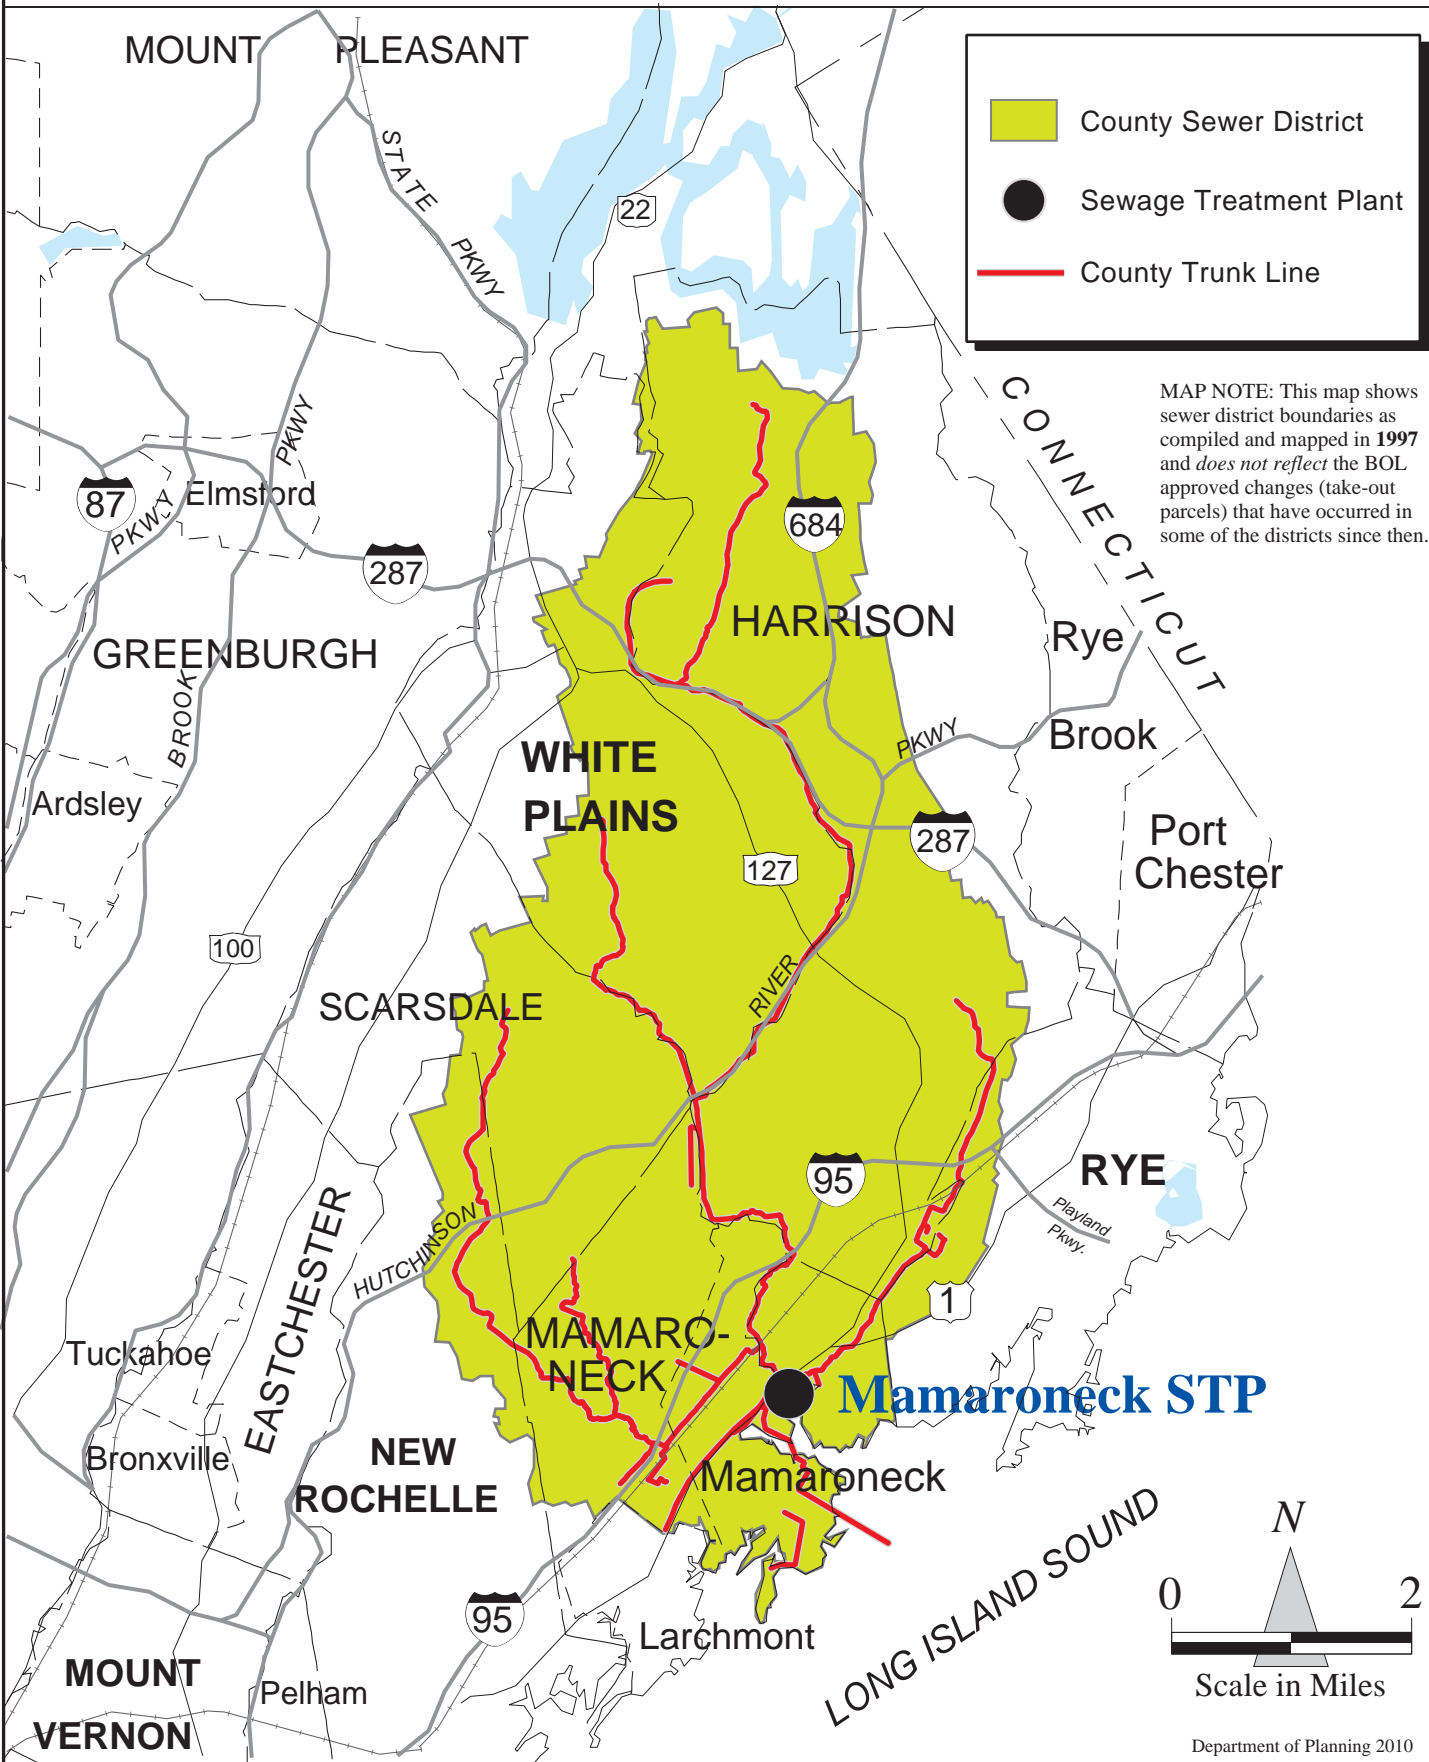 MOUNT PLEASANT
STATE
PKWY
22
County Sewer District
Sewage Treatment Plant
County Trunk Line
MAP NOTE: This map shows
sewer district boundaries as
compiled and mapped in 1997
and does not reflect the BOL
approved changes (take-out
parcels) that have occurred in
some of the districts since then.
CONNECTICUT
PKWY
87
PKWY
Elmsford
287
684
GREENBURGH
BROOK
HARRISON
Rye
Brook
PKWY
WHITE
PLAINS
Ardsley
127
287
Port
Chester
100
SCARSDALE
RIVER
95
RYE
Playland
Pkwy.
HUTCHINSON
EASTCHESTER
1
Tuckahoe
MAMARO-
NECK
Mamaroneck STP
Bronxville
NEW
ROCHELLE
Mamaroneck
LONG ISLAND SOUND
N
0 2
Scale in Miles
95
Larchmont
MOUNT
VERNON
Pelham
Department of Planning 2010